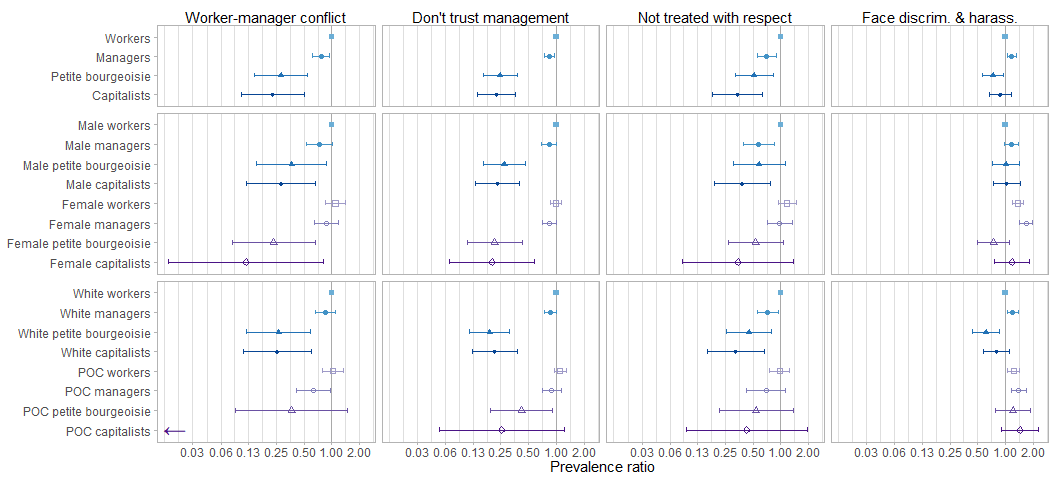 Worker-manager conflict Don't trust management Not treated with respect Face discrim. & harass.
Workers
Managers
Petite bourgeoisie
Capitalists
Male workers
Male managers
Male petite bourgeoisie
Male capitalists
Female workers
Female managers
Female petite bourgeoisie
Female capitalists
White workers
White managers
White petite bourgeoisie
White capitalists
POC workers
POC managers
POC petite bourgeoisie
POC capitalists
0.03 0.06 0.13 0.25 0.50 1.00 2.00 0.03 0.06 0.13 0.25 0.50 1.00 2.00 0.03 0.06 0.13 0.25 0.50 1.00 2.00 0.03 0.06 0.13 0.25 0.50 1.00 2.00
Prevalence ratio